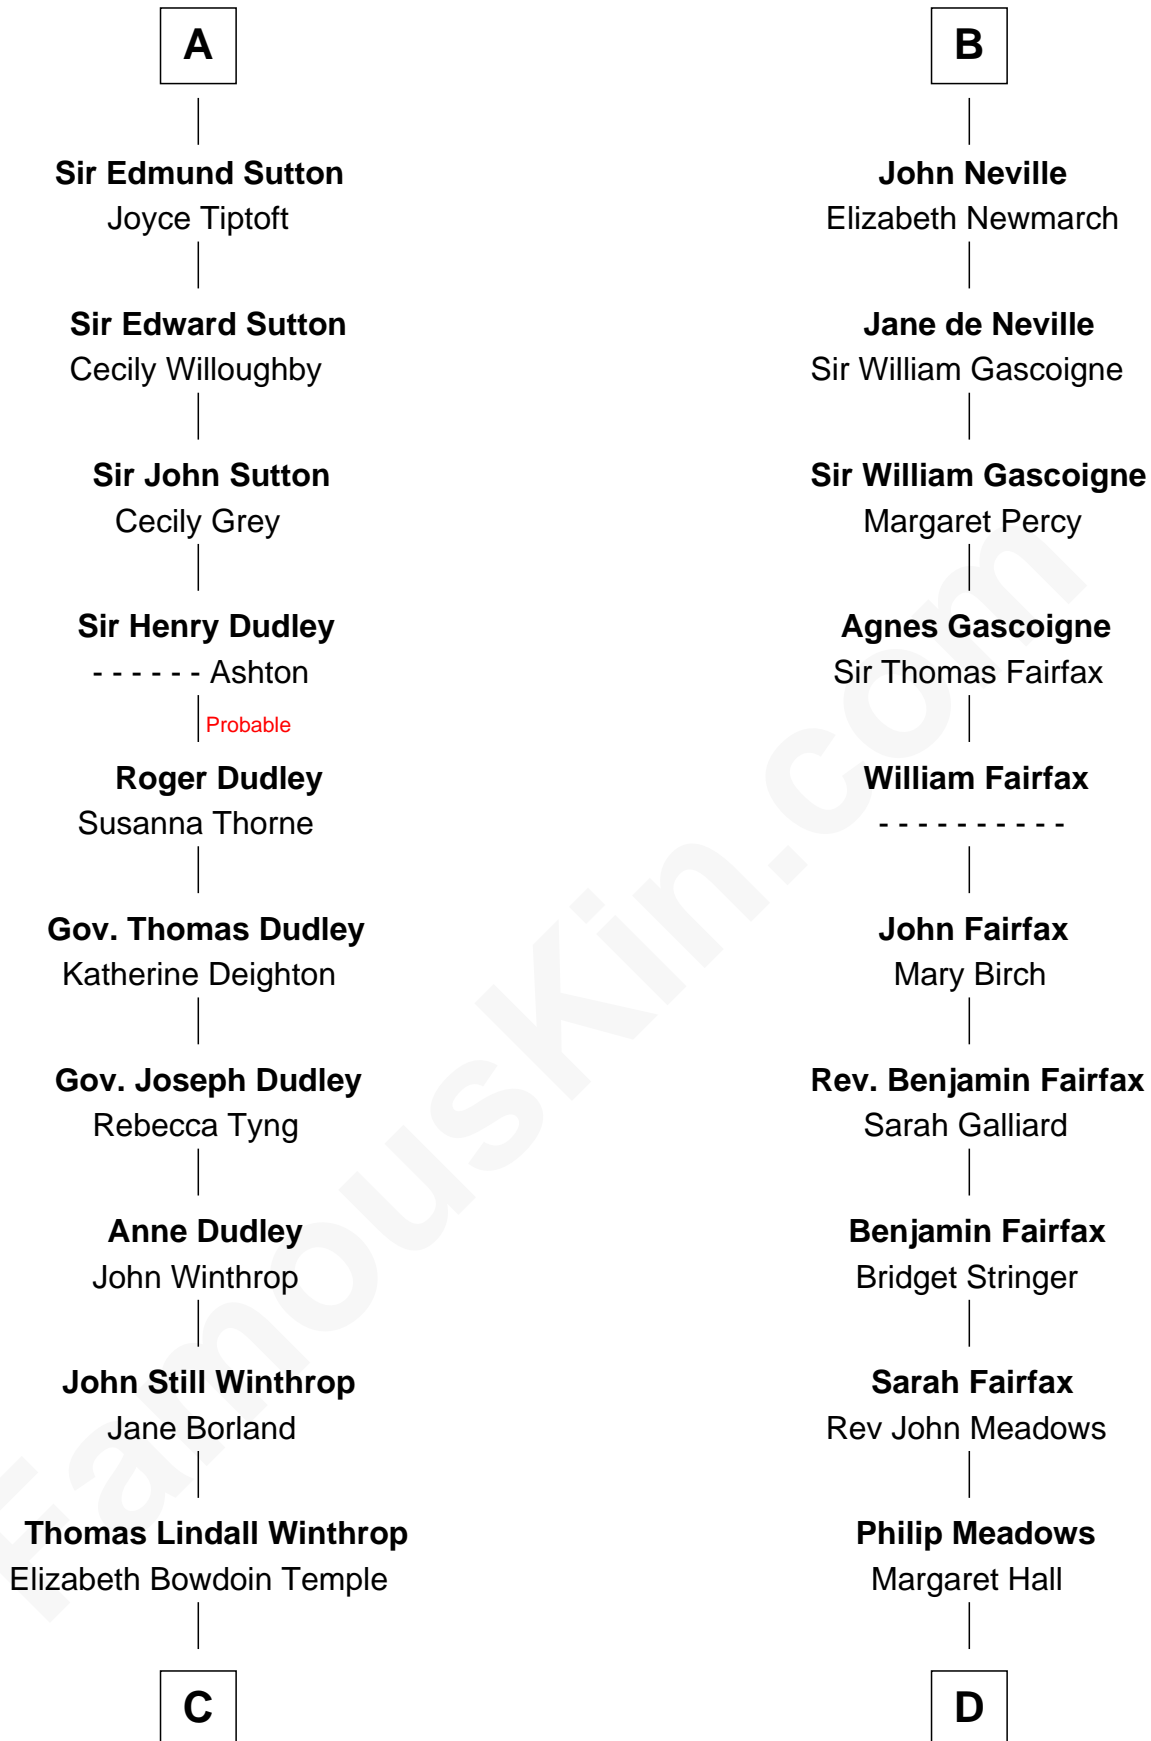 A
Sir Edmund Sutton
Joyce Tiptoft
Sir Edward Sutton
Cecily Willoughby
Sir John Sutton
Cecily Grey
Sir Henry Dudley
- - - - - - Ashton
Probable
Roger Dudley
Susanna Thorne
Gov. Thomas Dudley
Katherine Deighton
Gov. Joseph Dudley
Rebecca Tyng
Anne Dudley
John Winthrop
John Still Winthrop
Jane Borland
Thomas Lindall Winthrop
Elizabeth Bowdoin Temple
C
B
John Neville
Elizabeth Newmarch
Jane de Neville
Sir William Gascoigne
Sir William Gascoigne
Margaret Percy
Agnes Gascoigne
Sir Thomas Fairfax
William Fairfax
- - - - - - - - - -
John Fairfax
Mary Birch
Rev. Benjamin Fairfax
Sarah Galliard
Benjamin Fairfax
Bridget Stringer
Sarah Fairfax
Rev John Meadows
Philip Meadows
Margaret Hall
D
FamousKin.com